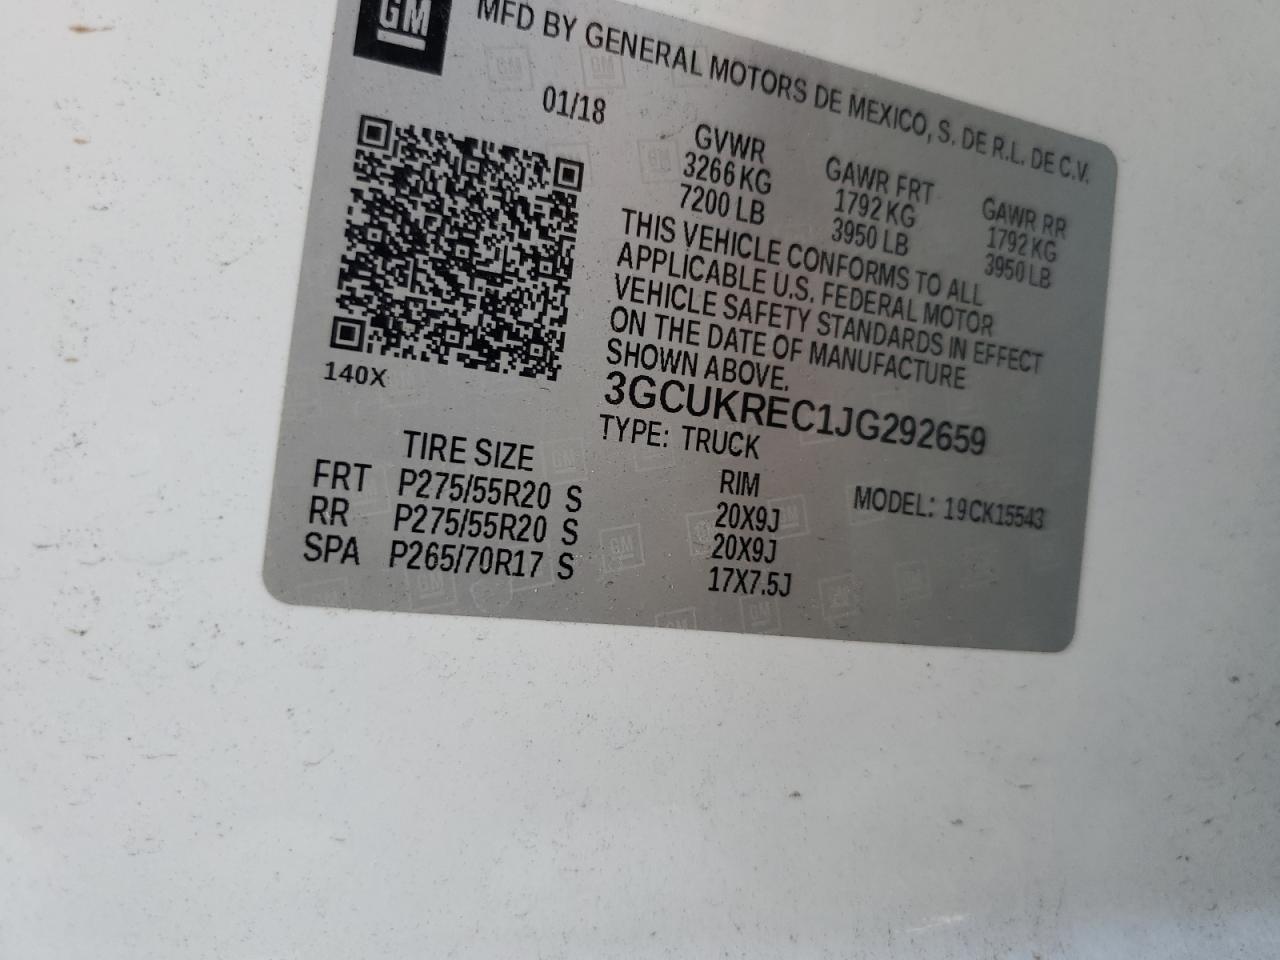 GM
MFD BY GENERAL MOTORS DE MEXICO, S. DE R.L. DE C.V.
01/18
GVWR GAWR FRT GAWR RR
3266 KG 1792 KG 1792 KG
7200 LB 3950 LB 3950 LB
THIS VEHICLE CONFORMS TO ALL
APPLICABLE U.S. FEDERAL MOTOR
VEHICLE SAFETY STANDARDS IN EFFECT
ON THE DATE OF MANUFACTURE
SHOWN ABOVE.
140X
3GCUKREC1JG292659
TYPE: TRUCK
MODEL: 19CK15543
TIRE SIZE RIM
FRT P275/55R20 S 20X9J
RR P275/55R20 S 20X9J
SPA P265/70R17 S 17X7.5J